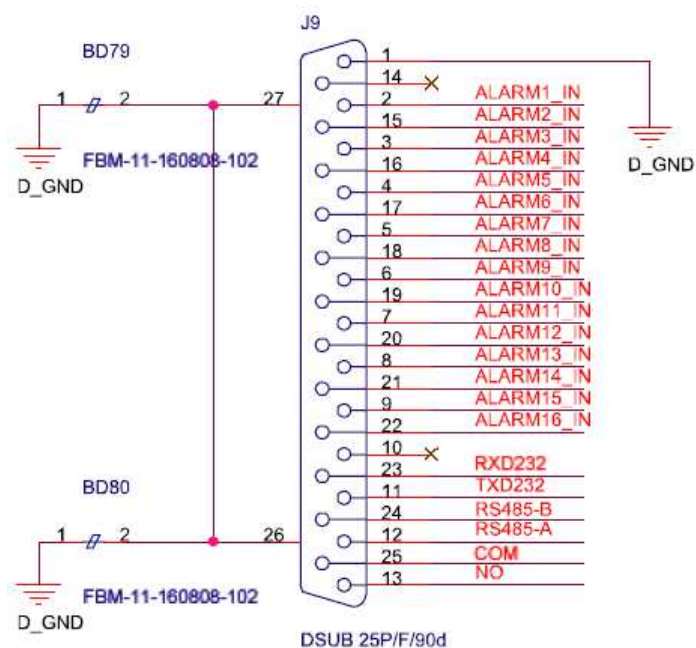 J9
BD79
1 2 27
FBM-11-160808-102
D_GND
1
14
2 ALARM1_IN
15 ALARM2_IN
3 ALARM3_IN
16 ALARM4_IN
4 ALARM5_IN
17 ALARM6_IN
5 ALARM7_IN
18 ALARM8_IN
6 ALARM9_IN
19 ALARM10_IN
7 ALARM11_IN
20 ALARM12_IN
8 ALARM13_IN
21 ALARM14_IN
9 ALARM15_IN
22 ALARM16_IN
10
23 RXD232
11 TXD232
24 RS485-B
12 RS485-A
25 COM
13 NO
D_GND
BD80
1 2 26
FBM-11-160808-102
D_GND
DSUB 25P/F/90d